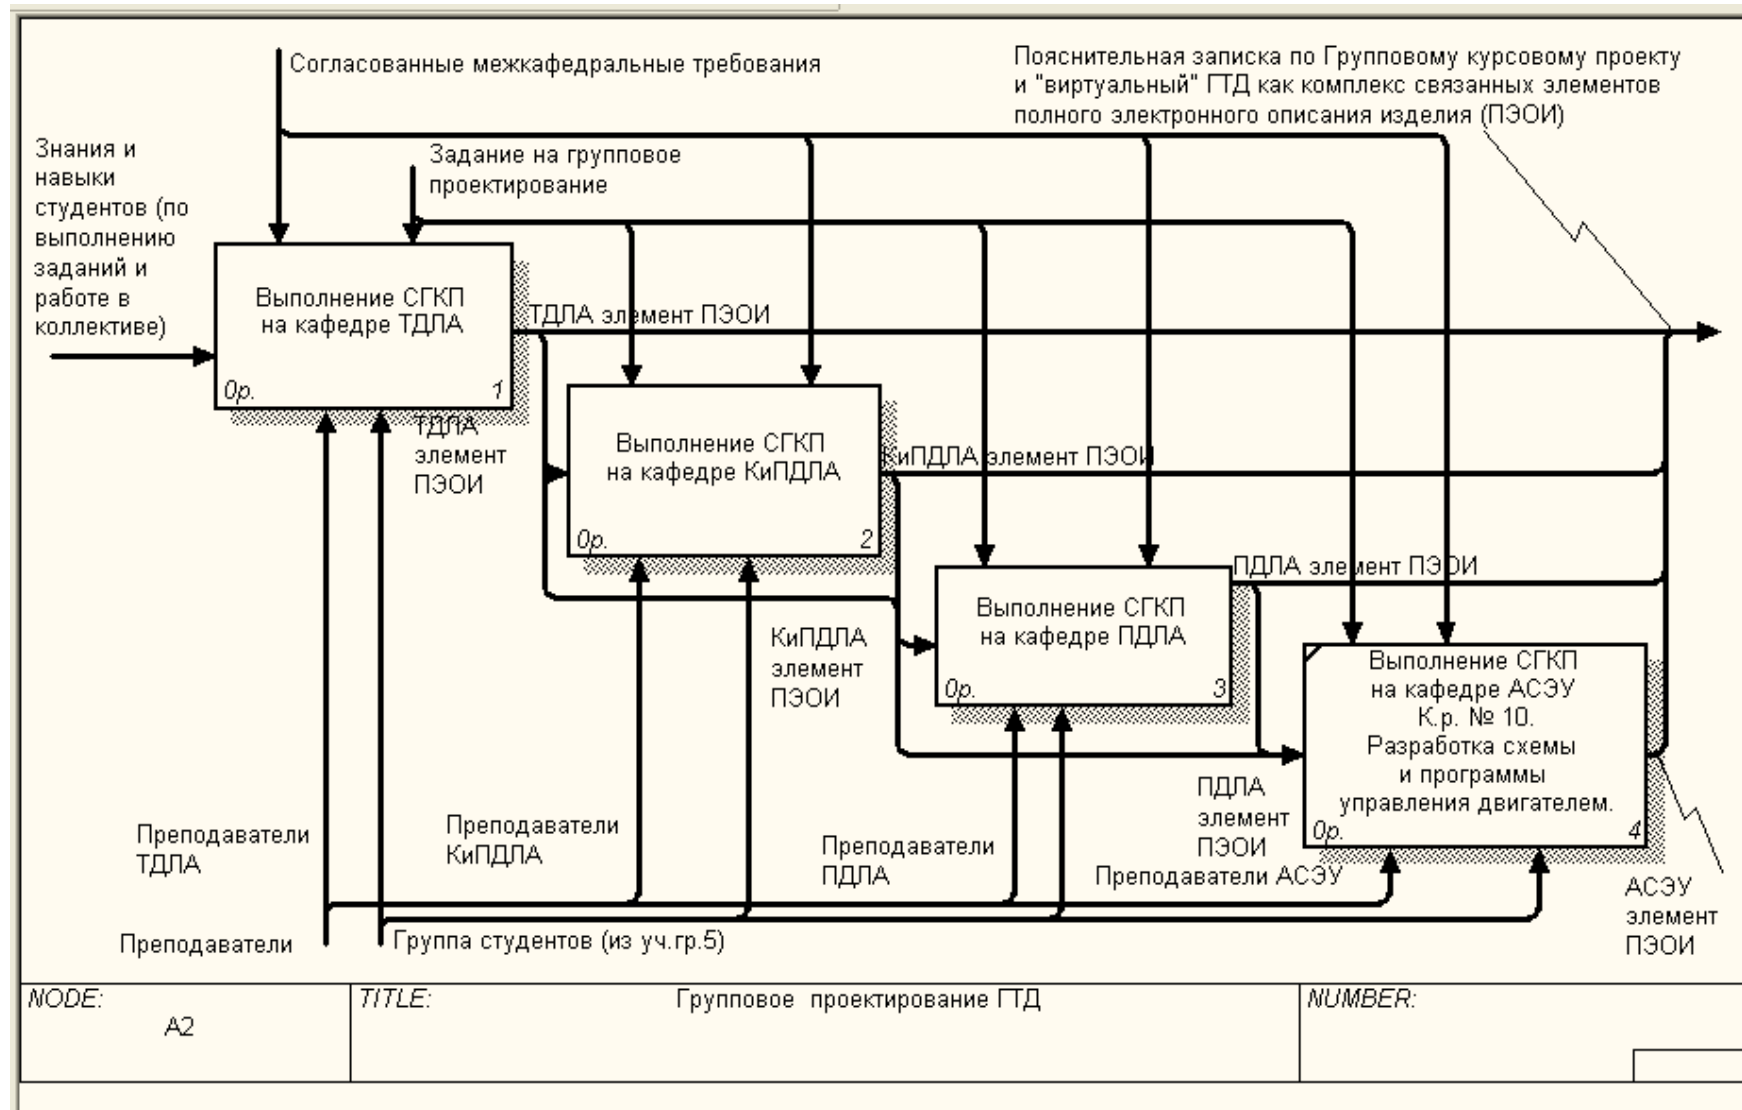 Согласованные межкафедральные требования
Пояснительная записка по Групповому курсовому проекту
и "виртуальный" ГТД как комплекс связанных элементов
полного электронного описания изделия (ПЭОИ)
Знания и
навыки
студентов (по
выполнению
заданий и
работе в
коллективе)
Задание на групповое
проектирование
Выполнение СГКП
на кафедре ТДЛА
0р.
1
ТДЛА элемент ПЭОИ
ТДЛА
элемент
ПЭОИ
Выполнение СГКП
на кафедре КиПДЛА
0р.
2
КиПДЛА элемент ПЭОИ
КиПДЛА
элемент
ПЭОИ
Выполнение СГКП
на кафедре ПДЛА
0р.
3
ПДЛА элемент ПЭОИ
ПДЛА
элемент
ПЭОИ
Выполнение СГКП
на кафедре АСЭУ
К.р. № 10.
Разработка схемы
и программы
управления двигателем.
0р.
4
Преподаватели
ТДЛА
Преподаватели
КиПДЛА
Преподаватели
ПДЛА
Преподаватели АСЭУ
АСЭУ
элемент
ПЭОИ
Преподаватели
Группа студентов (из уч.гр.5)
NODE:
A2
TITLE:
Групповое проектирование ГТД
NUMBER: